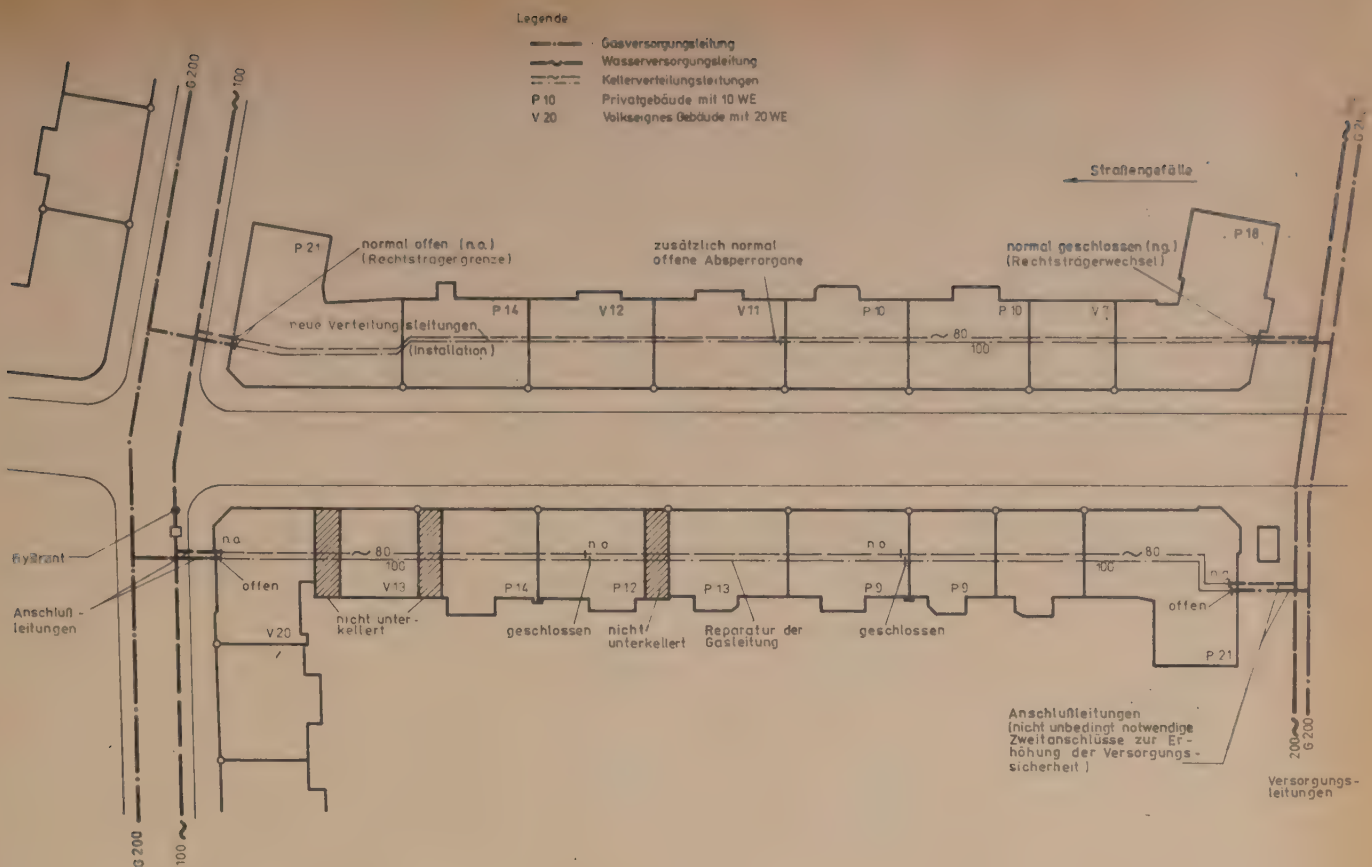 Legende
Gasversorgungsleitung
Wasserversorgungsleitung
Kellerverteilungsleitungen
P 10 Privatgebäude mit 10 WE
V 20 Volkseignes Gebäude mit 20 WE
G 200
~100
~
Straßengefälle
P 21
normal offen (n.o.)
(Rechtsträgergrenze)
zusätzlich normal
offene Absperrorgane
normal geschlossen (n.g.)
(Rechtsträgerwechsel)
P 18
P 14
V 12
V 11
P 10
P 10
V 7
neue Verteilungsleitungen
(Installation)
~ 80
100
Hydrant
Anschluß-
leitungen
n.o.
offen
~ 80
100
V 13
nicht unter-
kellert
V 20
P 14
n.o
geschlossen
P 12
nicht
unterkellert
P 13
Reparatur der
Gasleitung
n.o
P 9
geschlossen
P 9
~ 80
100
offen
P 21
Anschlußleitungen
(nicht unbedingt notwendige
Zweitanschlüsse zur Er-
höhung der Versorgungs-
sicherheit)
200~
G 200
Versorgungs-
leitungen
G 200
100~